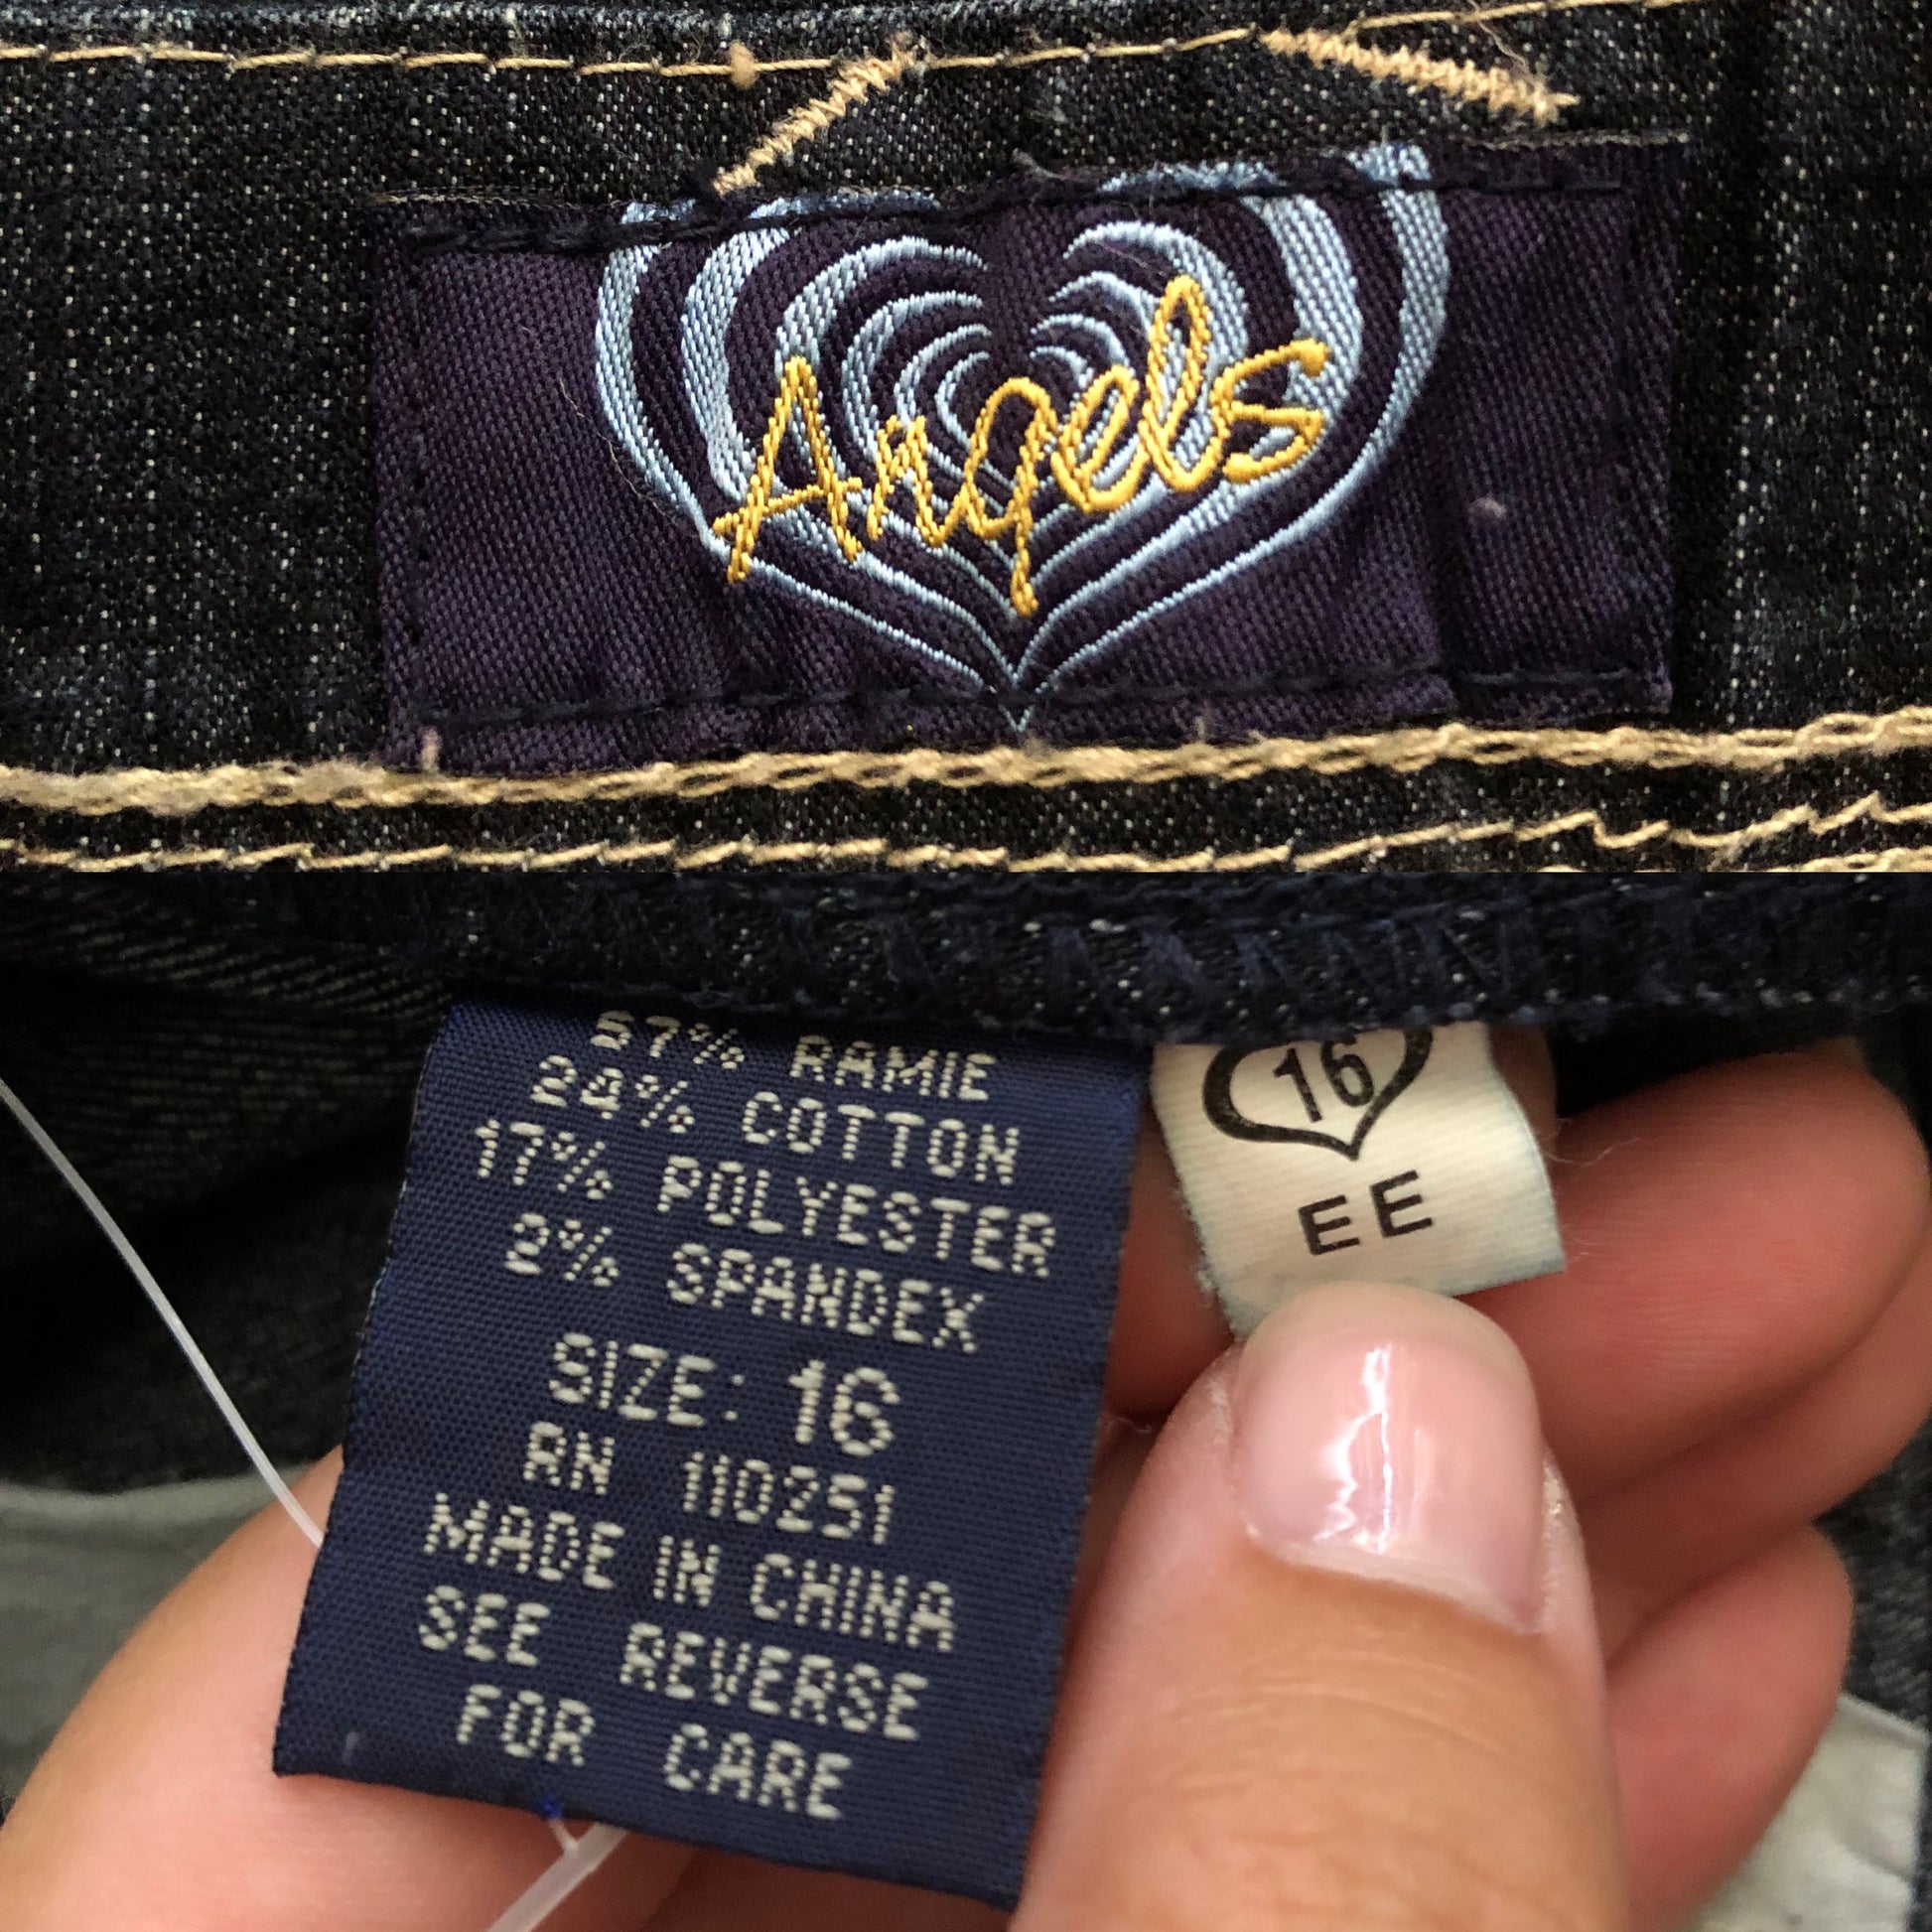 Angels
57% RAMIE
24% COTTON
17% POLYESTER
2% SPANDEX
SIZE: 16
RN 110251
MADE IN CHINA
SEE REVERSE
FOR CARE
16
EE